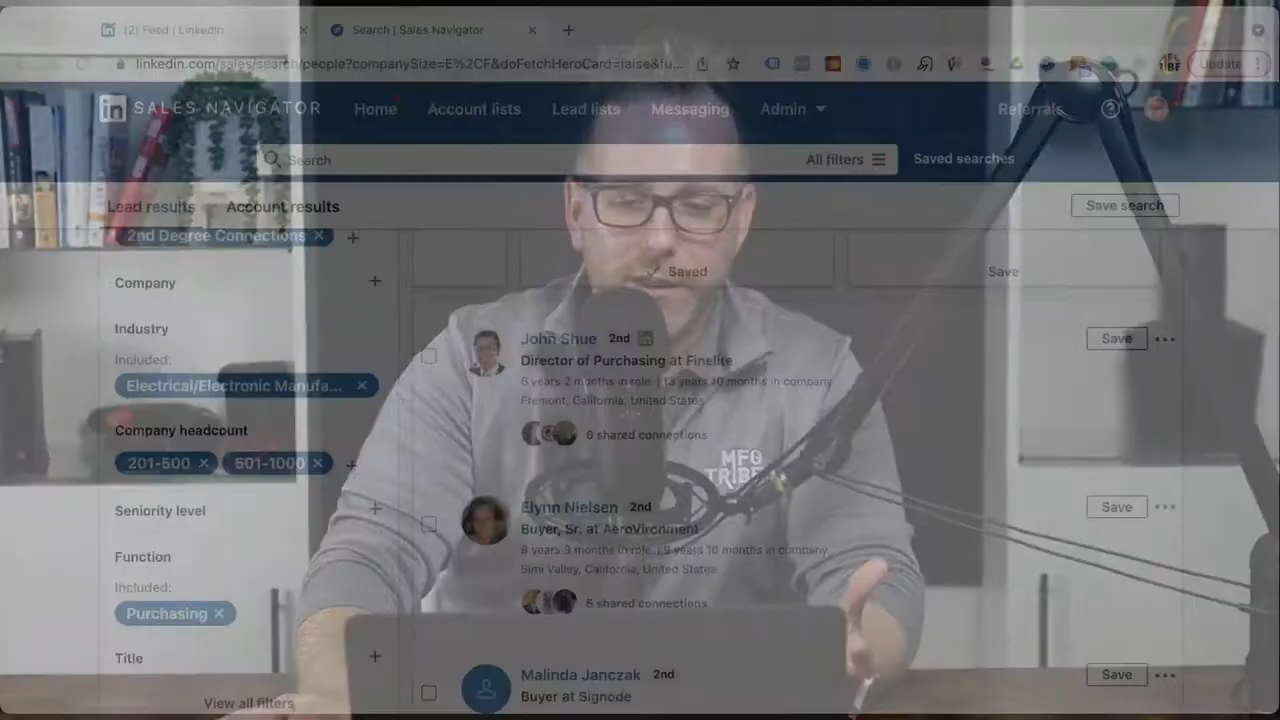 (2) Feed | LinkedIn
Search | Sales Navigator
linkedin.com/sales/search/people?companySize=E%2CF&doFetchHeroCard=false&fu...
Update
in SALES NAVIGATOR
Home
Account lists
Lead lists
Messaging
Admin
Referrals
Search
All filters
Saved searches
Lead results
Account results
Save search
2nd Degree Connections
Company
Saved
Save
Industry
Included:
Electrical/Electronic Manufa...
Company headcount
201-500
501-1000
Seniority level
Function
Included:
Purchasing
Title
View all filters
John Shue 2nd in
Director of Purchasing at Finelite
6 years 2 months in role | 13 years 10 months in company
Fremont, California, United States
6 shared connections
Save
MFG
TRIBE
Elynn Nielsen 2nd
Buyer, Sr. at AeroVironment
8 years 9 months in role | 9 years 10 months in company
Simi Valley, California, United States
5 shared connections
Save
Malinda Janczak 2nd
Buyer at Signode
Save